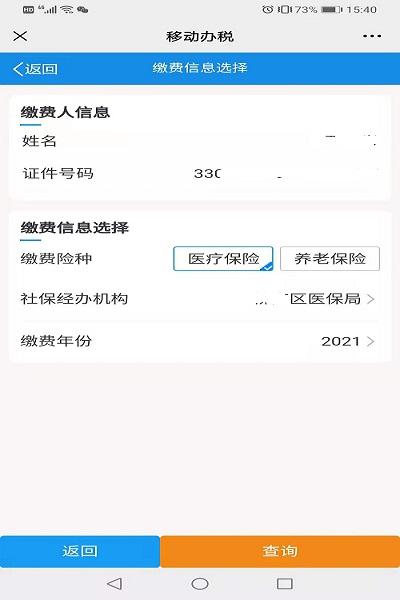 HD 4G 73% 15:40
移动办税
返回 缴费信息选择
缴费人信息
姓名
证件号码 330
缴费信息选择
缴费险种 医疗保险 养老保险
社保经办机构 区医保局
缴费年份 2021
返回 查询